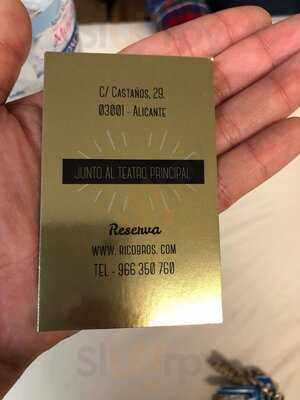 C/ CASTAÑOS, 29.
03001 - ALICANTE
JUNTO AL TEATRO PRINCIPAL
Reserva
WWW. RICOBROS. COM
TEL - 966 350 760